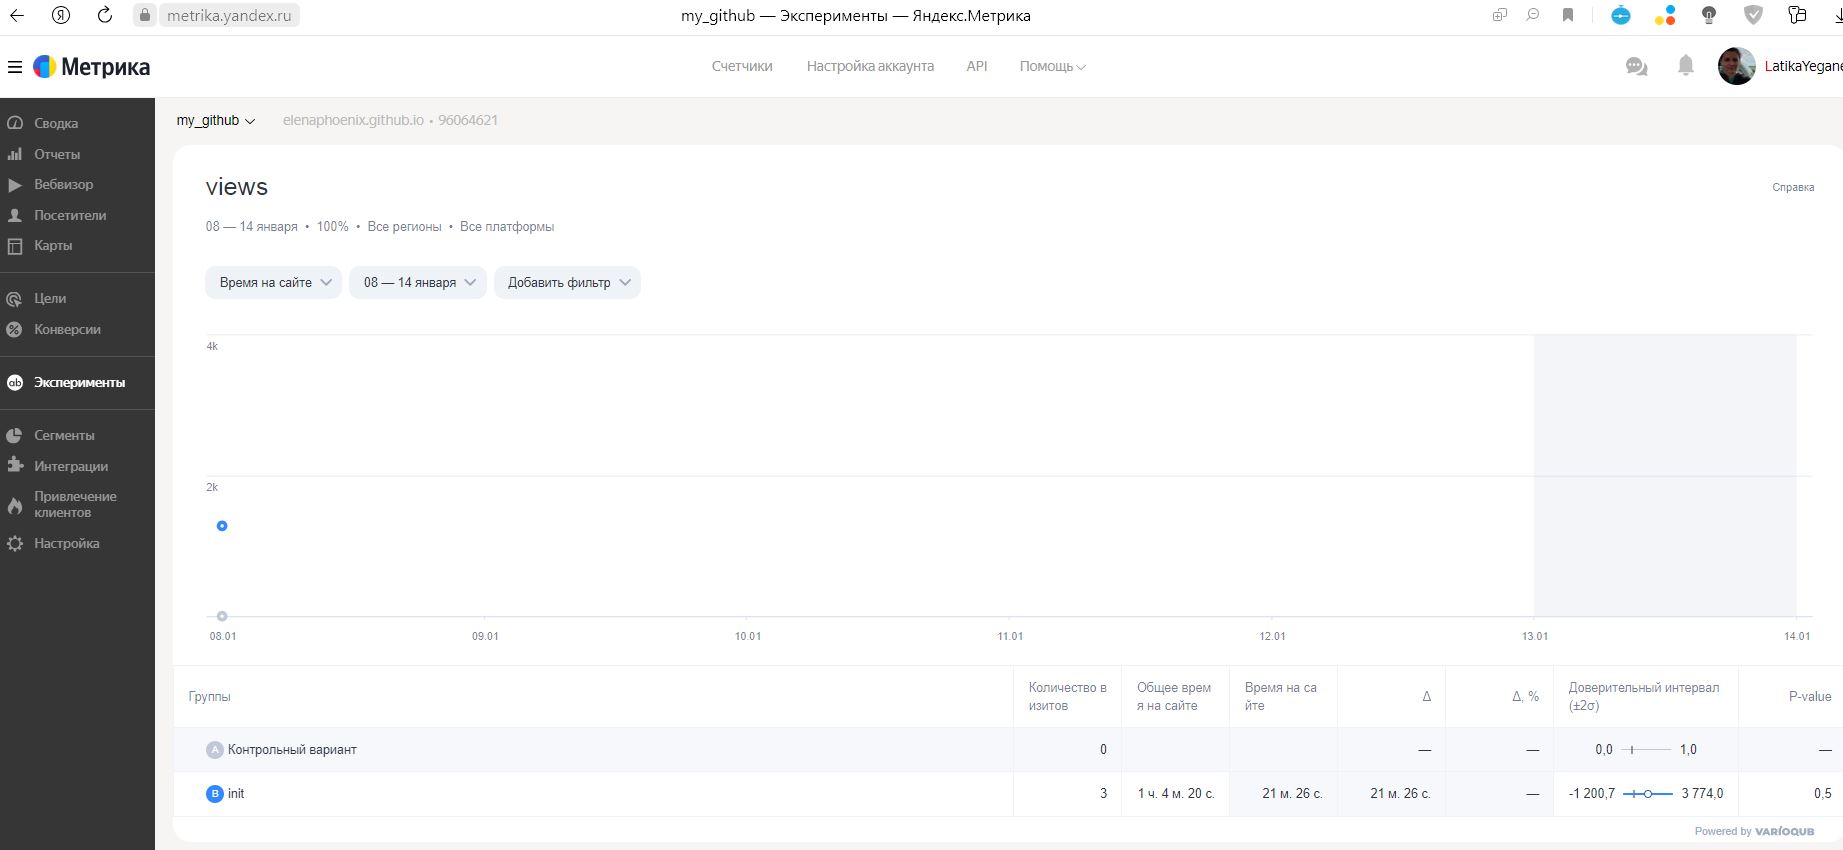 metrika.yandex.ru
my_github — Эксперименты — Яндекс.Метрика
Метрика
Счетчики Настройка аккаунта API Помощь
LatikaYegane
my_github elenaphoenix.github.io • 96064621
Сводка
Отчеты
Вебвизор
Посетители
Карты
Цели
Конверсии
ab Эксперименты
Сегменты
Интеграции
Привлечение
клиентов
Настройка
views
Справка
08 — 14 января • 100% • Все регионы • Все платформы
Время на сайте 08 — 14 января Добавить фильтр
4k
2k
08.01 09.01 10.01 11.01 12.01 13.01 14.01
Группы Количество в Общее врем Время на са Δ Δ, % Доверительный интервал P-value
изитов я на сайте йте (±2σ)
A Контрольный вариант 0 — — 0,0 1,0 —
B init 3 1 ч. 4 м. 20 с. 21 м. 26 с. 21 м. 26 с. — -1 200,7 3 774,0 0,5
Powered by VARIOQUB